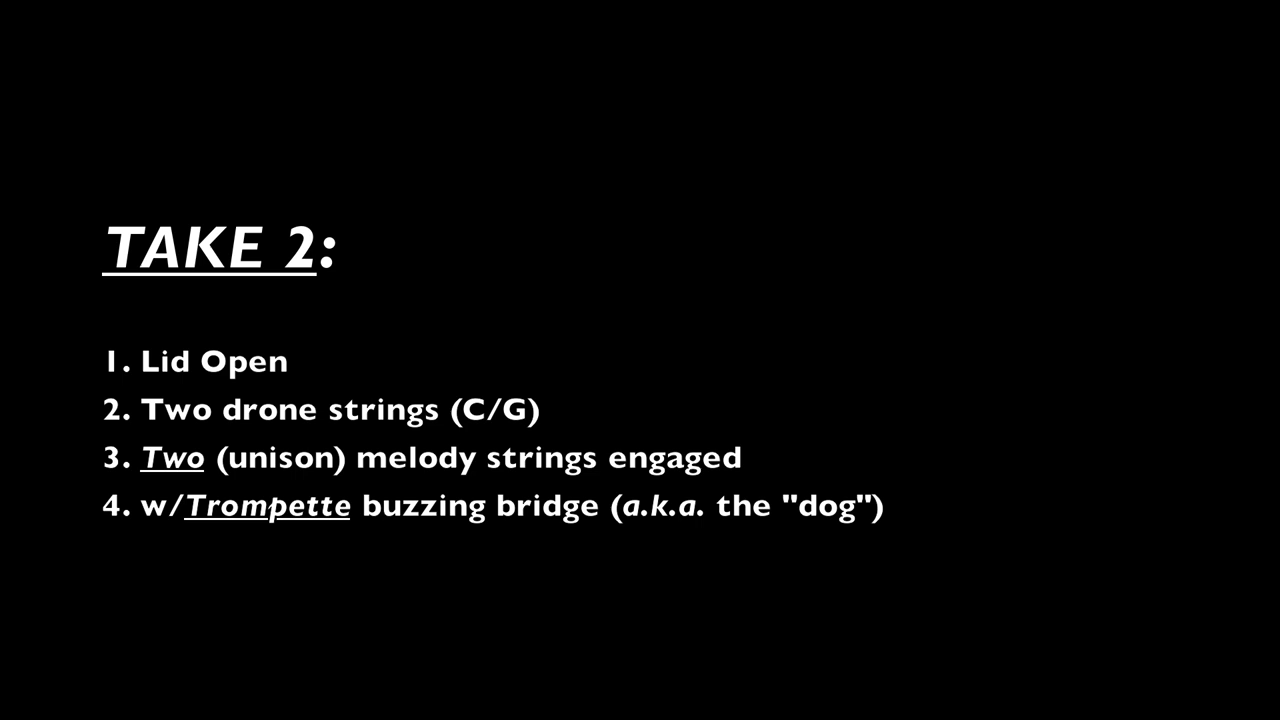 TAKE 2:
1. Lid Open
2. Two drone strings (C/G)
3. Two (unison) melody strings engaged
4. w/Trompette buzzing bridge (a.k.a. the "dog")